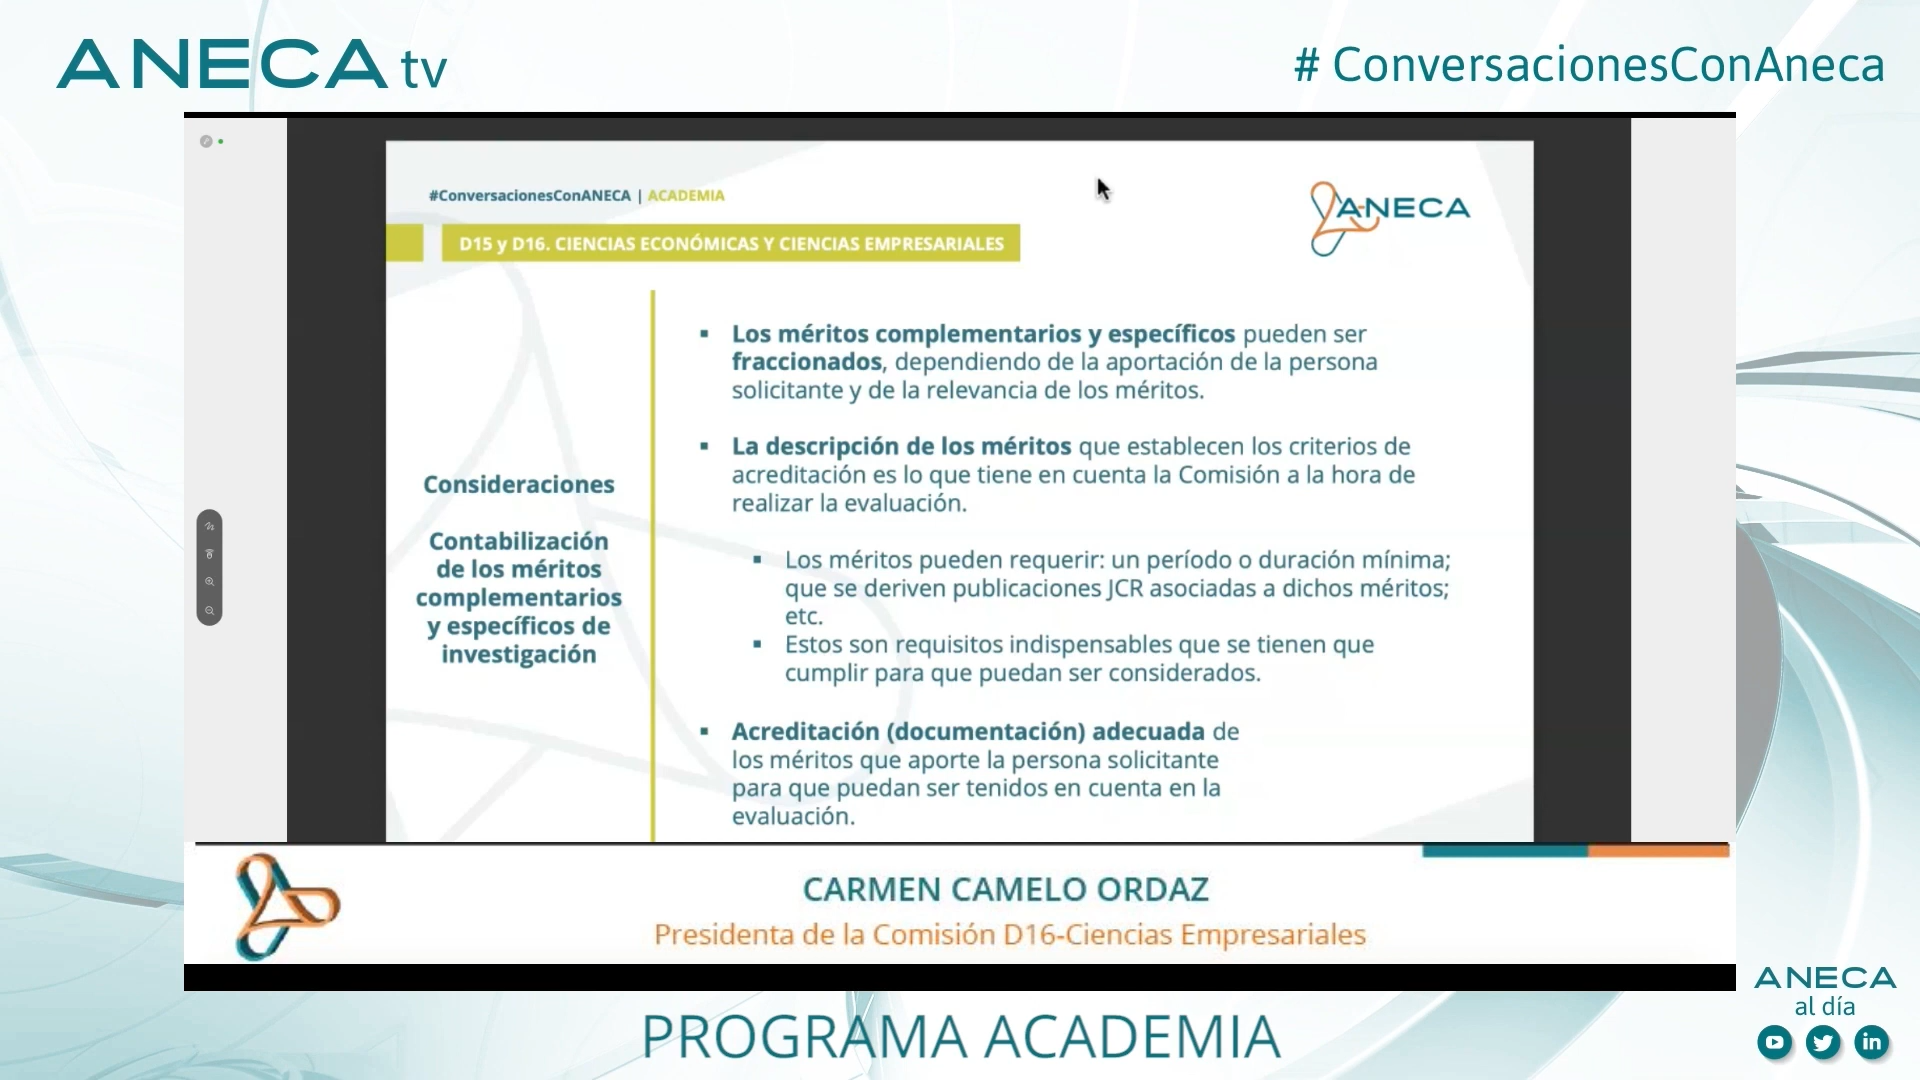 ANECA tv
# ConversacionesConAneca
#ConversacionesConANECA | ACADEMIA
ANECA
D15 y D16. CIENCIAS ECONÓMICAS Y CIENCIAS EMPRESARIALES
Consideraciones
Contabilización
de los méritos
complementarios
y específicos de
investigación
▪ Los méritos complementarios y específicos pueden ser
fraccionados, dependiendo de la aportación de la persona
solicitante y de la relevancia de los méritos.
▪ La descripción de los méritos que establecen los criterios de
acreditación es lo que tiene en cuenta la Comisión a la hora de
realizar la evaluación.
▪ Los méritos pueden requerir: un período o duración mínima;
que se deriven publicaciones JCR asociadas a dichos méritos;
etc.
▪ Estos son requisitos indispensables que se tienen que
cumplir para que puedan ser considerados.
▪ Acreditación (documentación) adecuada de
los méritos que aporte la persona solicitante
para que puedan ser tenidos en cuenta en la
evaluación.
CARMEN CAMELO ORDAZ
Presidenta de la Comisión D16-Ciencias Empresariales
PROGRAMA ACADEMIA
ANECA
al día
in